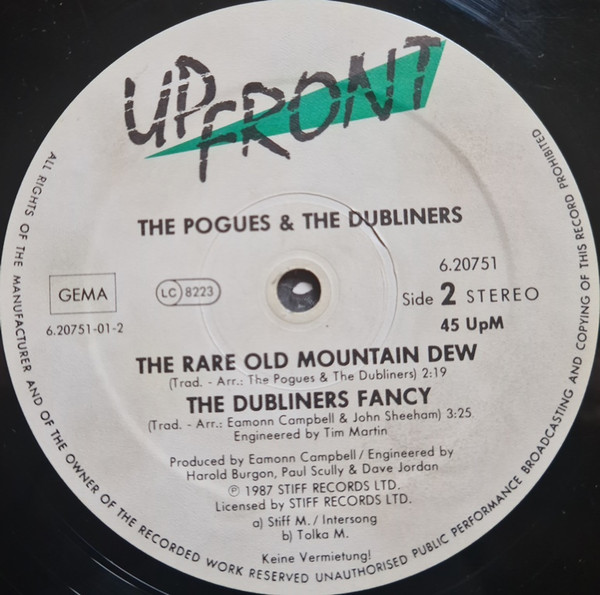 UPFRONT
THE POGUES & THE DUBLINERS
6.20751
GEMA
LC 8223
Side 2 STEREO
6.20751-01-2
45 UpM
THE RARE OLD MOUNTAIN DEW
(Trad. - Arr.: The Pogues & The Dubliners) 2:19
THE DUBLINERS FANCY
(Trad. - Arr.: Eamonn Campbell & John Sheeham) 3:25
Engineered by Tim Martin
Produced by Eamonn Campbell / Engineered by
Harold Burgon, Paul Scully & Dave Jordan
℗ 1987 STIFF RECORDS LTD.
Licensed by STIFF RECORDS LTD.
a) Stiff M. / Intersong
b) Tolka M.
Keine Vermietung!
ALL RIGHTS OF THE MANUFACTURER AND OF THE OWNER OF THE RECORDED WORK RESERVED UNAUTHORISED PUBLIC PERFORMANCE BROADCASTING AND COPYING OF THIS RECORD PROHIBITED